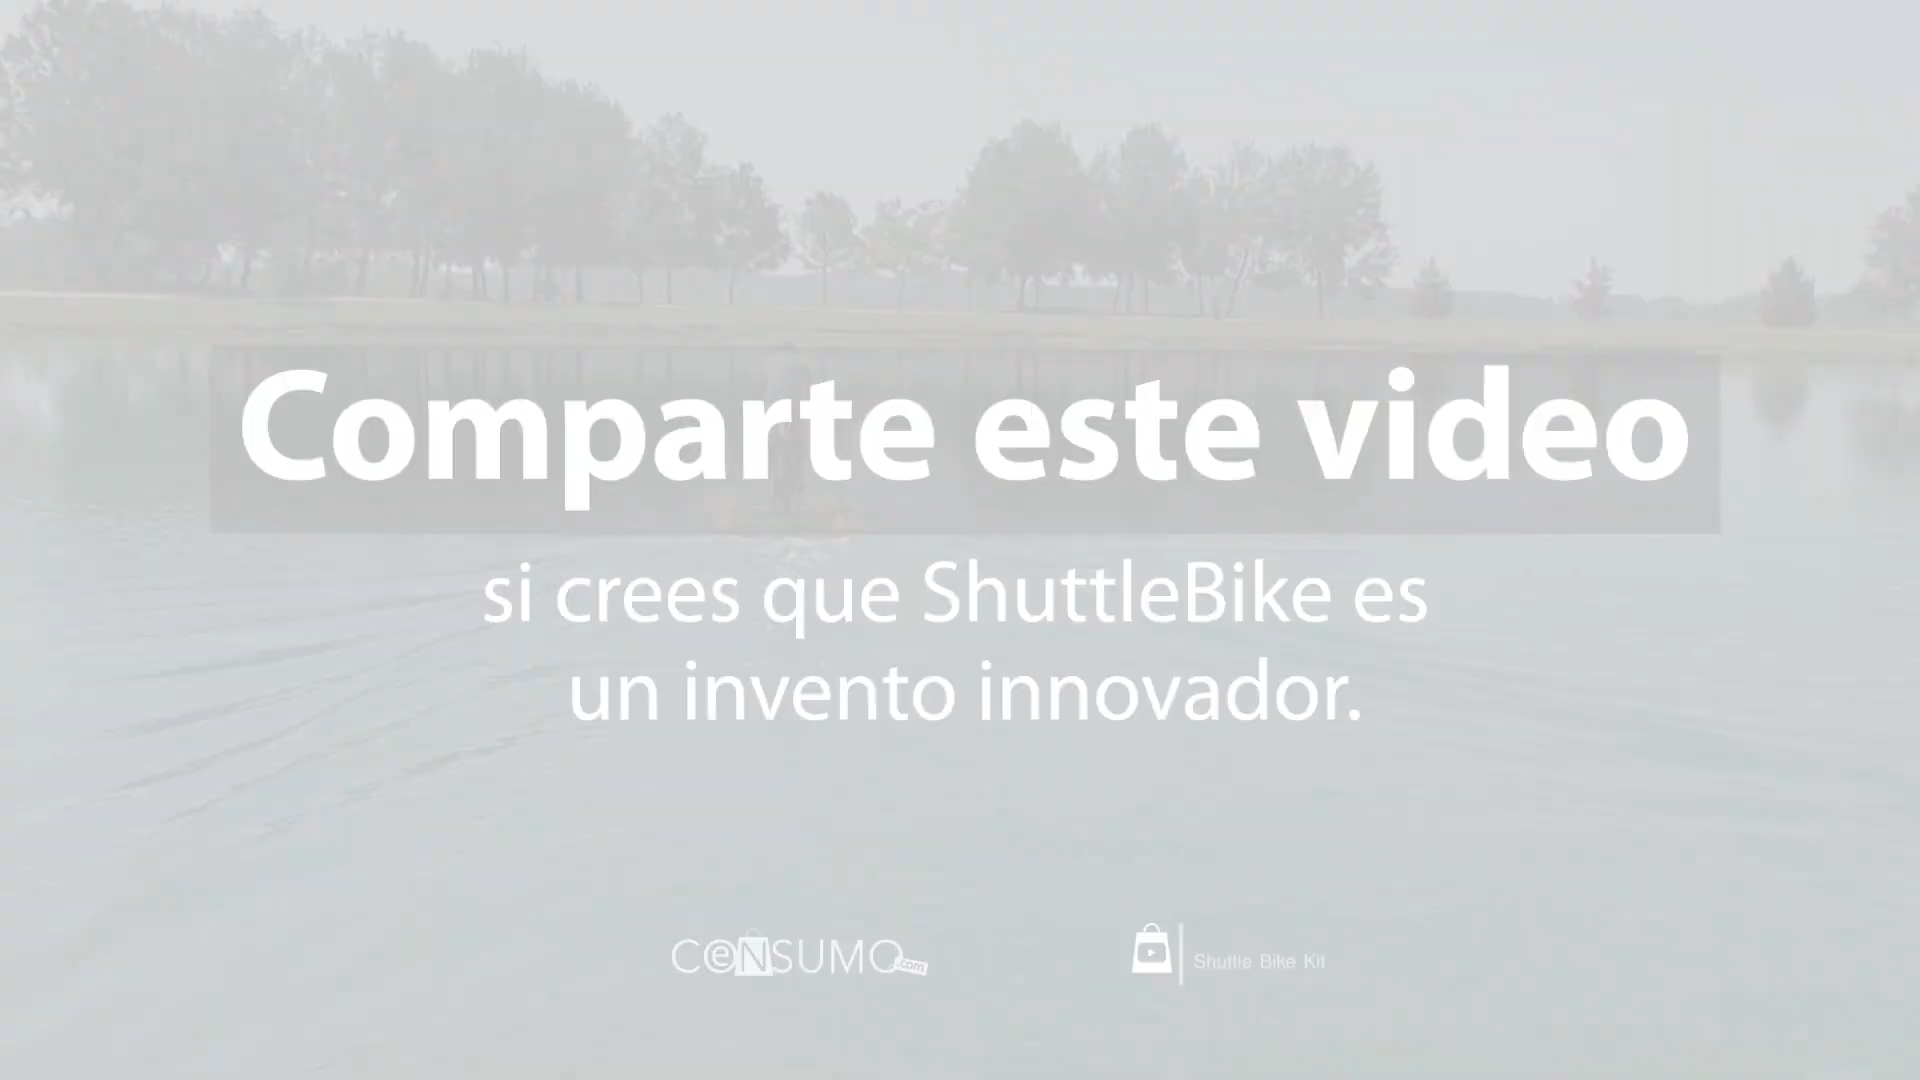 Comparte este video
si crees que ShuttleBike es
un invento innovador.
CeNSUMO.com
Shuttle Bike Kit